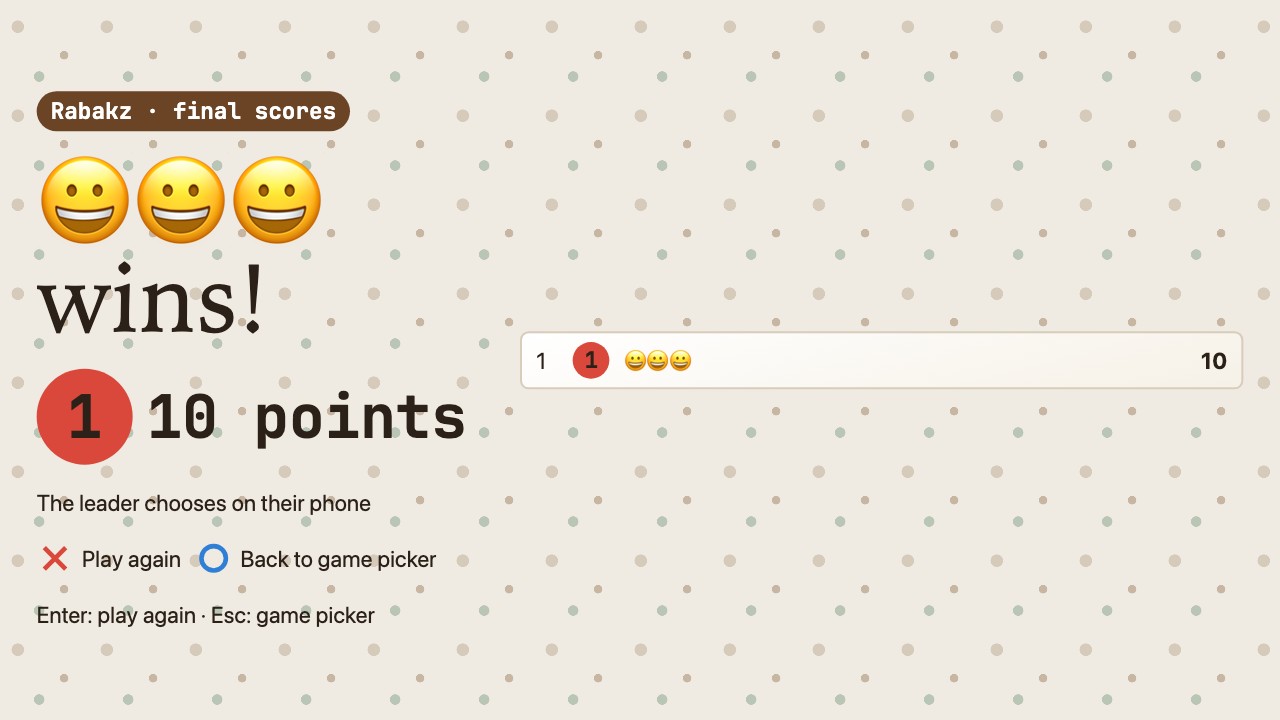 Rabakz · final scores
😀😀😀
wins!
1 10 points
The leader chooses on their phone
❌ Play again ⭕ Back to game picker
Enter: play again · Esc: game picker
1 1 😀😀😀 10